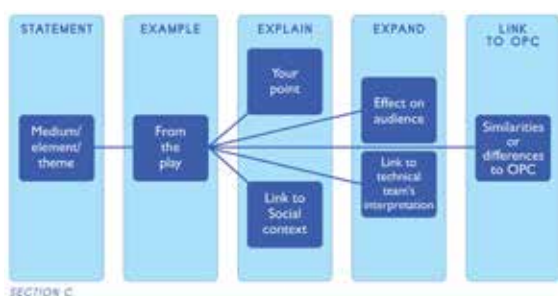 STATEMENT
EXAMPLE
EXPLAIN
EXPAND
LINK
TO OPC
Medium/
element/
theme
From
the
play
Your
point
Link to
Social
context
Effect on
audience
Link to
technical
team's
interpretation
Similarities
or
differences
to OPC
SECTION C